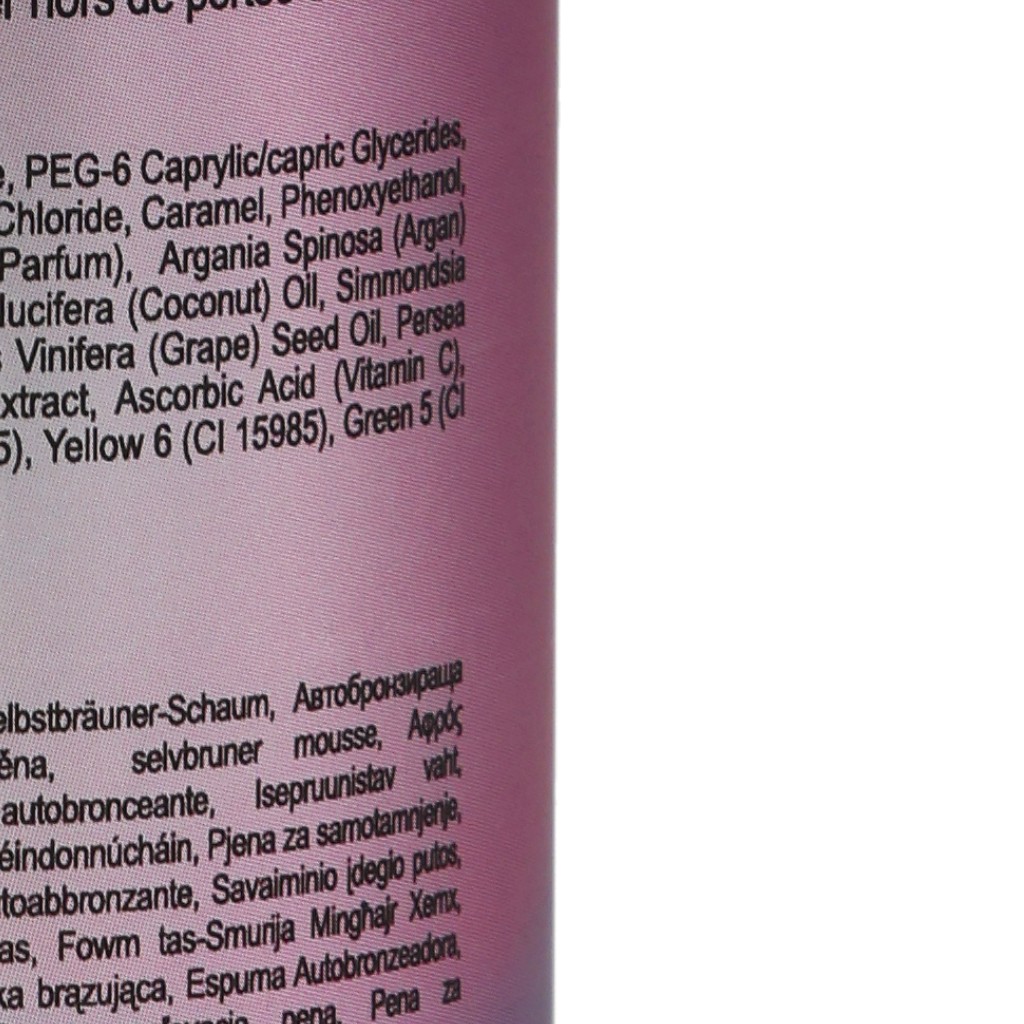 hors de
, PEG-6 Caprylic/capric Glycerides,
Chloride, Caramel, Phenoxyethanol,
Parfum), Argania Spinosa (Argan)
lucifera (Coconut) Oil, Simmondsia
Vinifera (Grape) Seed Oil, Persea
xtract, Ascorbic Acid (Vitamin C),
5), Yellow 6 (CI 15985), Green 5 (CI
elbstbräuner-Schaum, Автобронзираща
ěna, selvbruner mousse, Αφρός
autobronceante, Isepruunistav vaht,
éindonnúcháin, Pjena za samotamnjenje,
toabbronzante, Savaiminio įdegio putos,
as, Fowm tas-Smurija Mingħajr Xemx,
ka brązująca, Espuma Autobronzeadora,
pena, Pena za